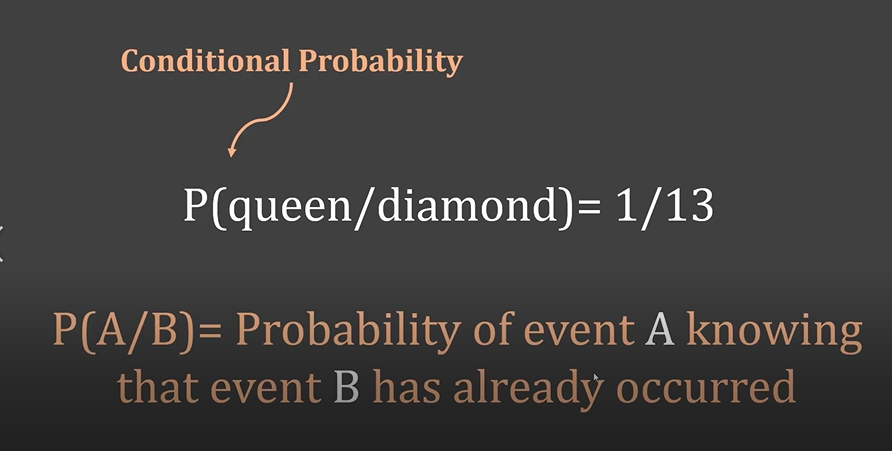 Conditional Probability
P(queen/diamond)= 1/13
P(A/B)= Probability of event A knowing
that event B has already occurred